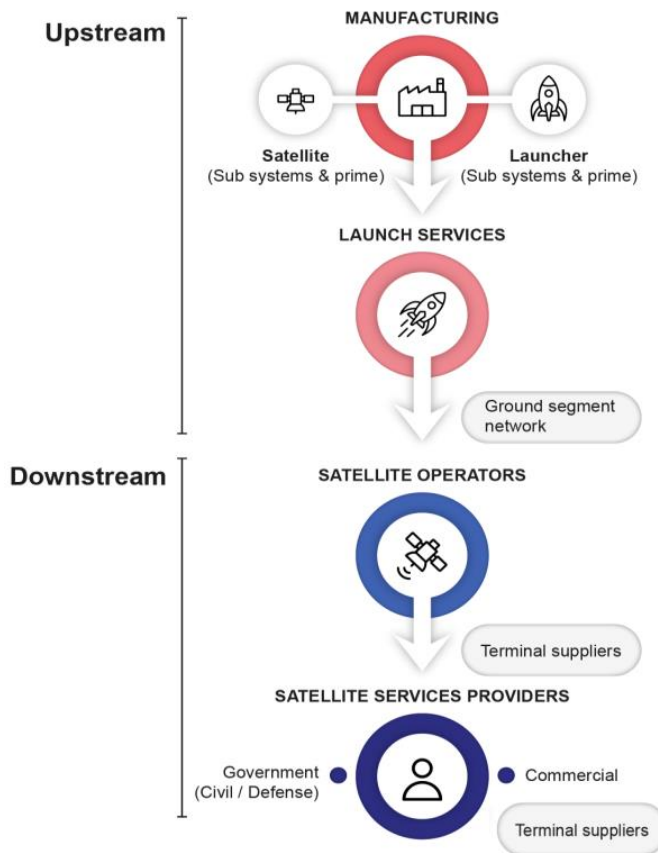 Upstream
MANUFACTURING
Satellite
(Sub systems & prime)
Launcher
(Sub systems & prime)
LAUNCH SERVICES
Ground segment
network
Downstream
SATELLITE OPERATORS
Terminal suppliers
SATELLITE SERVICES PROVIDERS
Government
(Civil / Defense)
Commercial
Terminal suppliers